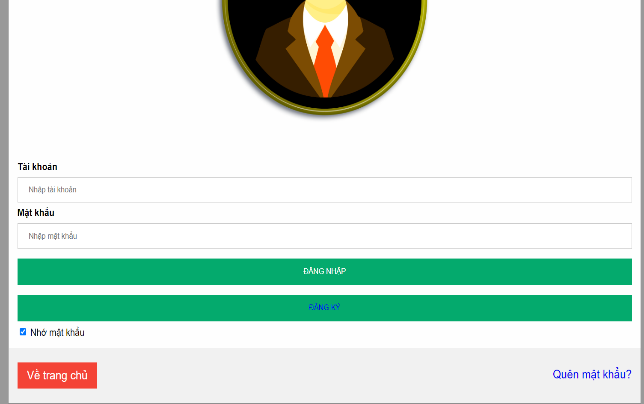 Tài khoản
Nhập tài khoản
Mật khẩu
Nhập mật khẩu
ĐĂNG NHẬP
ĐĂNG KÝ
Nhớ mật khẩu
Về trang chủ
Quên mật khẩu?